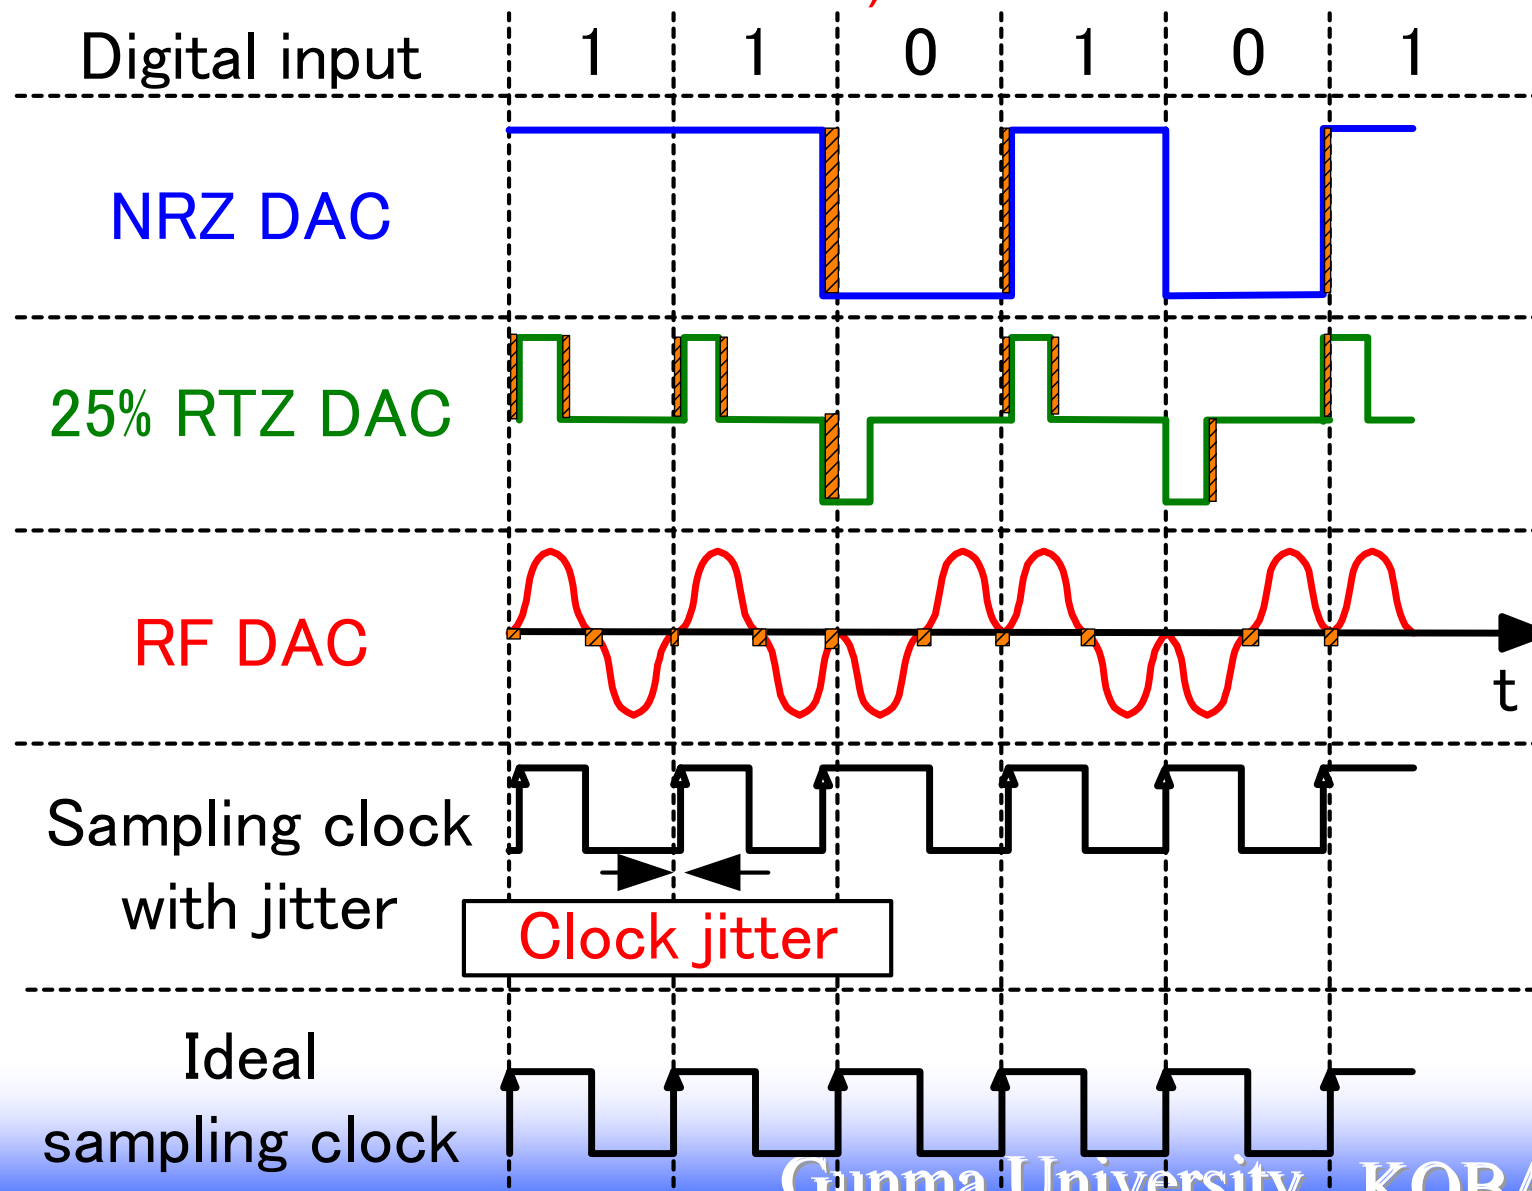 Digital input 1 1 0 1 0 1
NRZ DAC
25% RTZ DAC
RF DAC
t
Sampling clock
with jitter
Clock jitter
Ideal
sampling clock
Gunma University